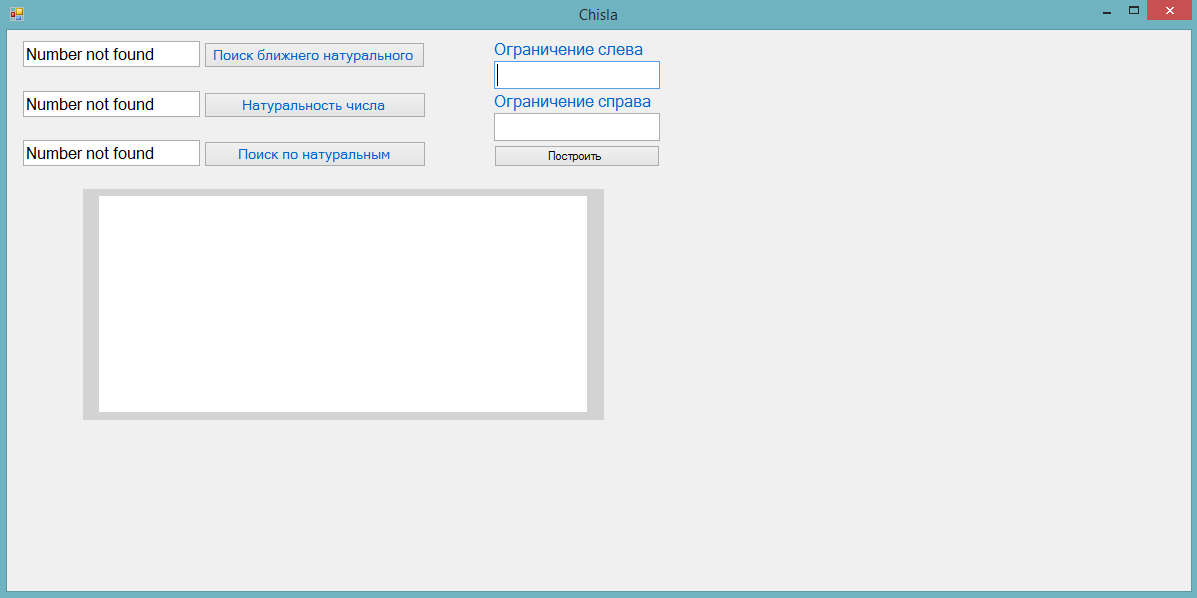 Chisla
Number not found
Поиск ближнего натурального
Number not found
Натуральность числа
Number not found
Поиск по натуральным
Ограничение слева
Ограничение справа
Построить